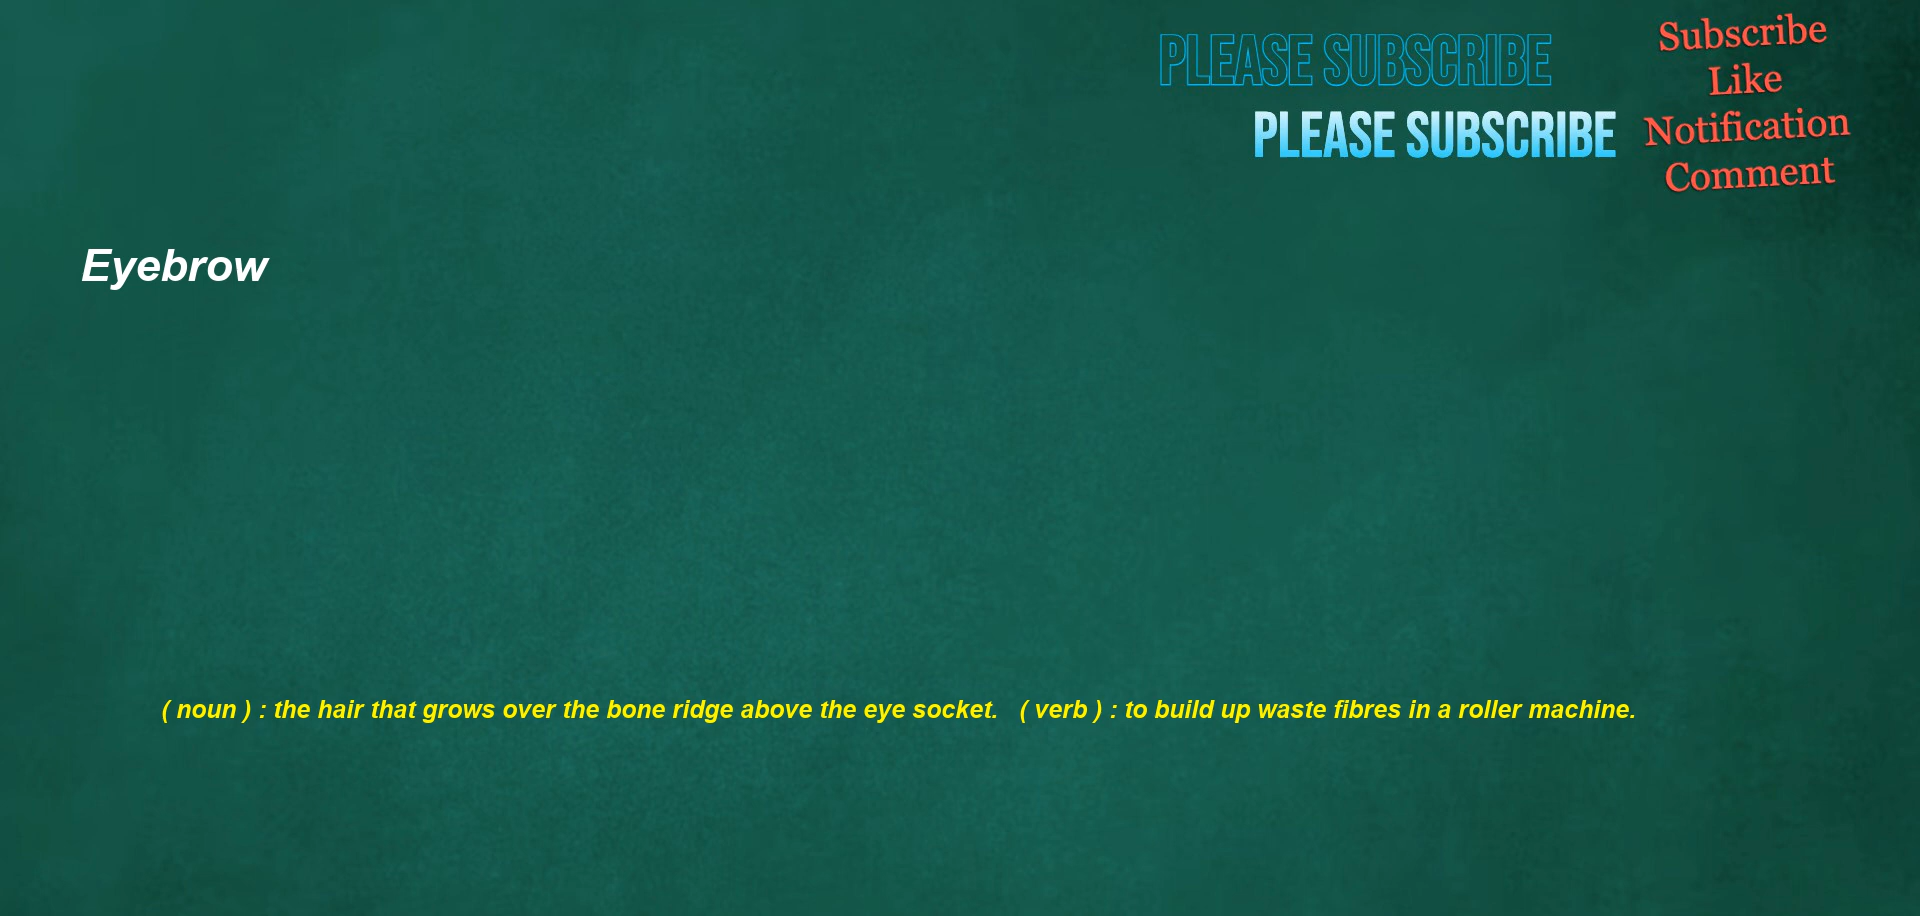 PLEASE SUBSCRIBE
PLEASE SUBSCRIBE
Subscribe
Like
Notification
Comment
Eyebrow
( noun ) : the hair that grows over the bone ridge above the eye socket.   ( verb ) : to build up waste fibres in a roller machine.